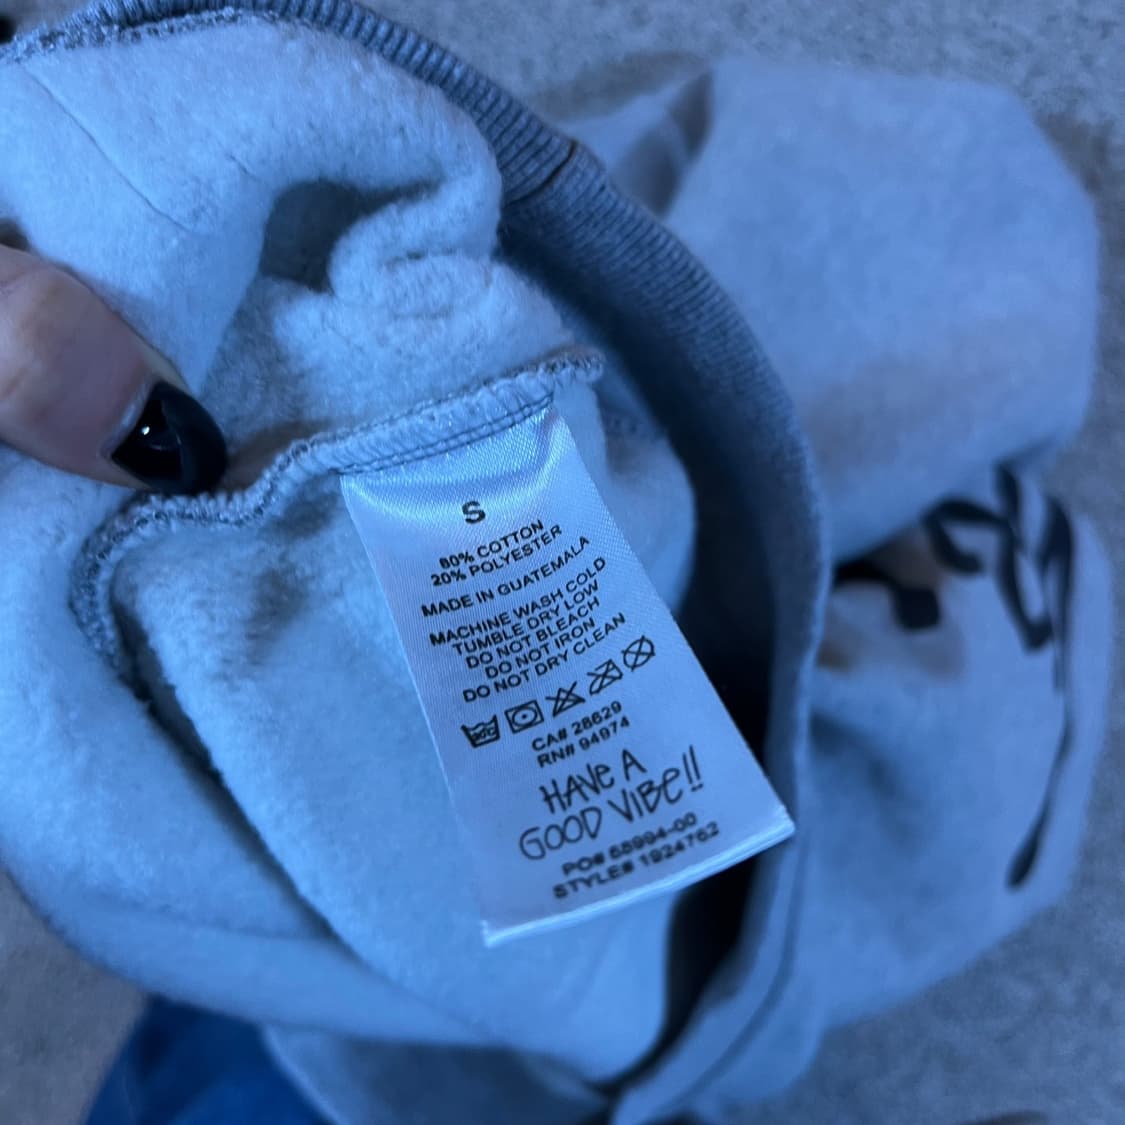 S
80% COTTON
20% POLYESTER
MADE IN GUATEMALA
MACHINE WASH COLD
TUMBLE DRY LOW
DO NOT BLEACH
DO NOT IRON
DO NOT DRY CLEAN
CA# 28629
RN# 94974
HAVE A
GOOD VIBE!!
PO# 58994-00
STYLE# 1924762